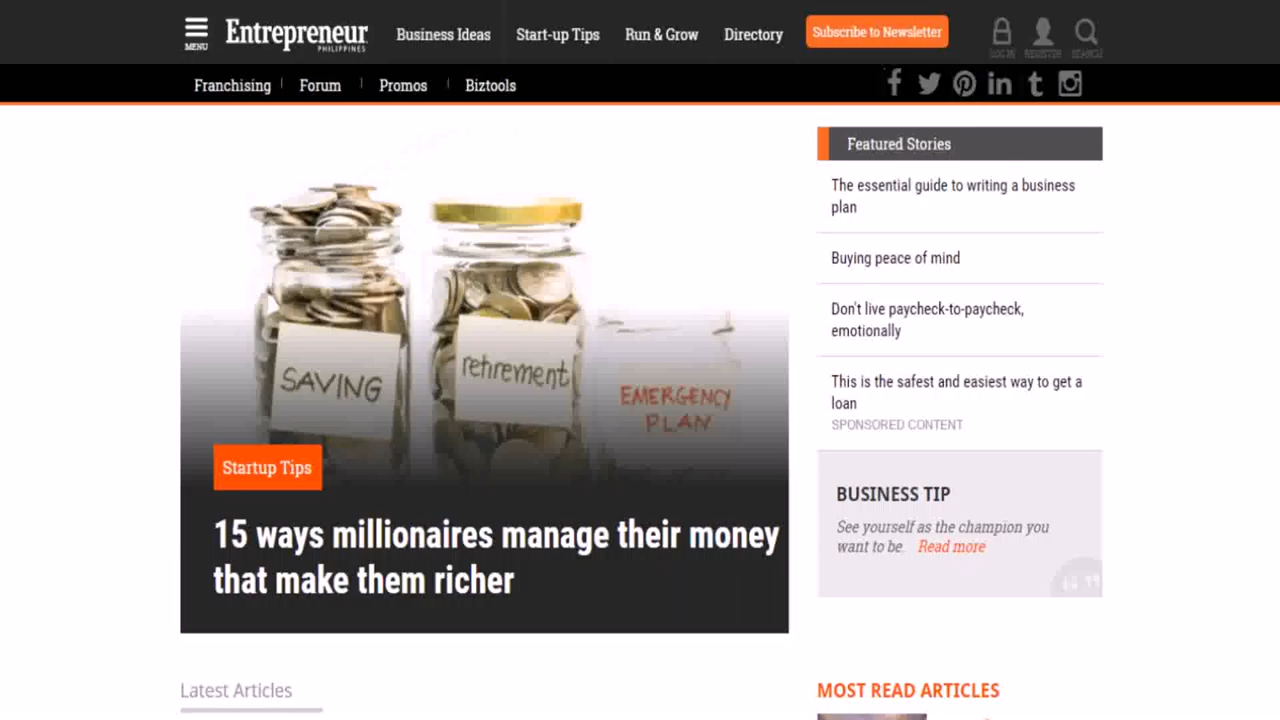 MENU
Entrepreneur
PHILIPPINES
Business Ideas
Start-up Tips
Run & Grow
Directory
Subscribe to Newsletter
LOG IN
REGISTER
SEARCH
Franchising
Forum
Promos
Biztools
SAVING
retirement
EMERGENCY
PLAN
Startup Tips
15 ways millionaires manage their money
that make them richer
Latest Articles
Featured Stories
The essential guide to writing a business
plan
Buying peace of mind
Don't live paycheck-to-paycheck,
emotionally
This is the safest and easiest way to get a
loan
SPONSORED CONTENT
BUSINESS TIP
See yourself as the champion you
want to be. Read more
MOST READ ARTICLES